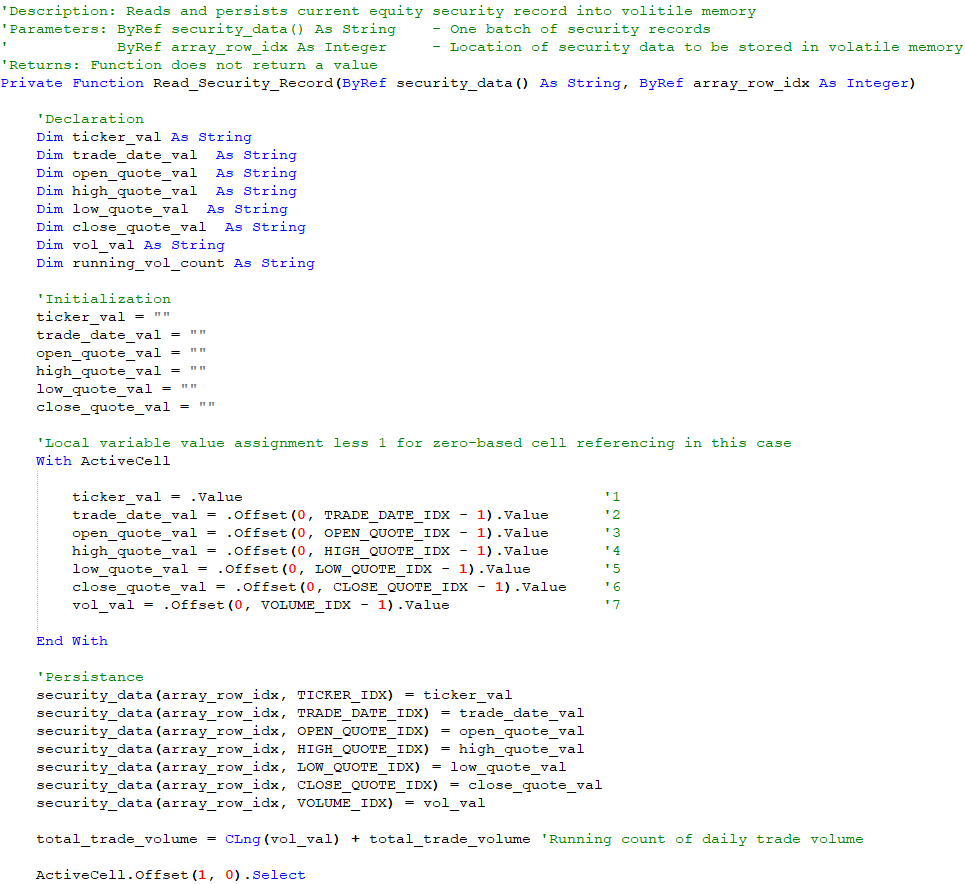 'Description: Reads and persists current equity security record into volitile memory
'Parameters: ByRef security_data() As String    - One batch of security records
'            ByRef array_row_idx As Integer     - Location of security data to be stored in volatile memory
'Returns: Function does not return a value
Private Function Read_Security_Record(ByRef security_data() As String, ByRef array_row_idx As Integer)
'Declaration
Dim ticker_val As String
Dim trade_date_val  As String
Dim open_quote_val  As String
Dim high_quote_val  As String
Dim low_quote_val  As String
Dim close_quote_val  As String
Dim vol_val As String
Dim running_vol_count As String
'Initialization
ticker_val = ""
trade_date_val = ""
open_quote_val = ""
high_quote_val = ""
low_quote_val = ""
close_quote_val = ""
'Local variable value assignment less 1 for zero-based cell referencing in this case
With ActiveCell
ticker_val = .Value '1
trade_date_val = .Offset(0, TRADE_DATE_IDX - 1).Value '2
open_quote_val = .Offset(0, OPEN_QUOTE_IDX - 1).Value '3
high_quote_val = .Offset(0, HIGH_QUOTE_IDX - 1).Value '4
low_quote_val = .Offset(0, LOW_QUOTE_IDX - 1).Value '5
close_quote_val = .Offset(0, CLOSE_QUOTE_IDX - 1).Value '6
vol_val = .Offset(0, VOLUME_IDX - 1).Value '7
End With
'Persistance
security_data(array_row_idx, TICKER_IDX) = ticker_val
security_data(array_row_idx, TRADE_DATE_IDX) = trade_date_val
security_data(array_row_idx, OPEN_QUOTE_IDX) = open_quote_val
security_data(array_row_idx, HIGH_QUOTE_IDX) = high_quote_val
security_data(array_row_idx, LOW_QUOTE_IDX) = low_quote_val
security_data(array_row_idx, CLOSE_QUOTE_IDX) = close_quote_val
security_data(array_row_idx, VOLUME_IDX) = vol_val
total_trade_volume = CLng(vol_val) + total_trade_volume 'Running count of daily trade volume
ActiveCell.Offset(1, 0).Select